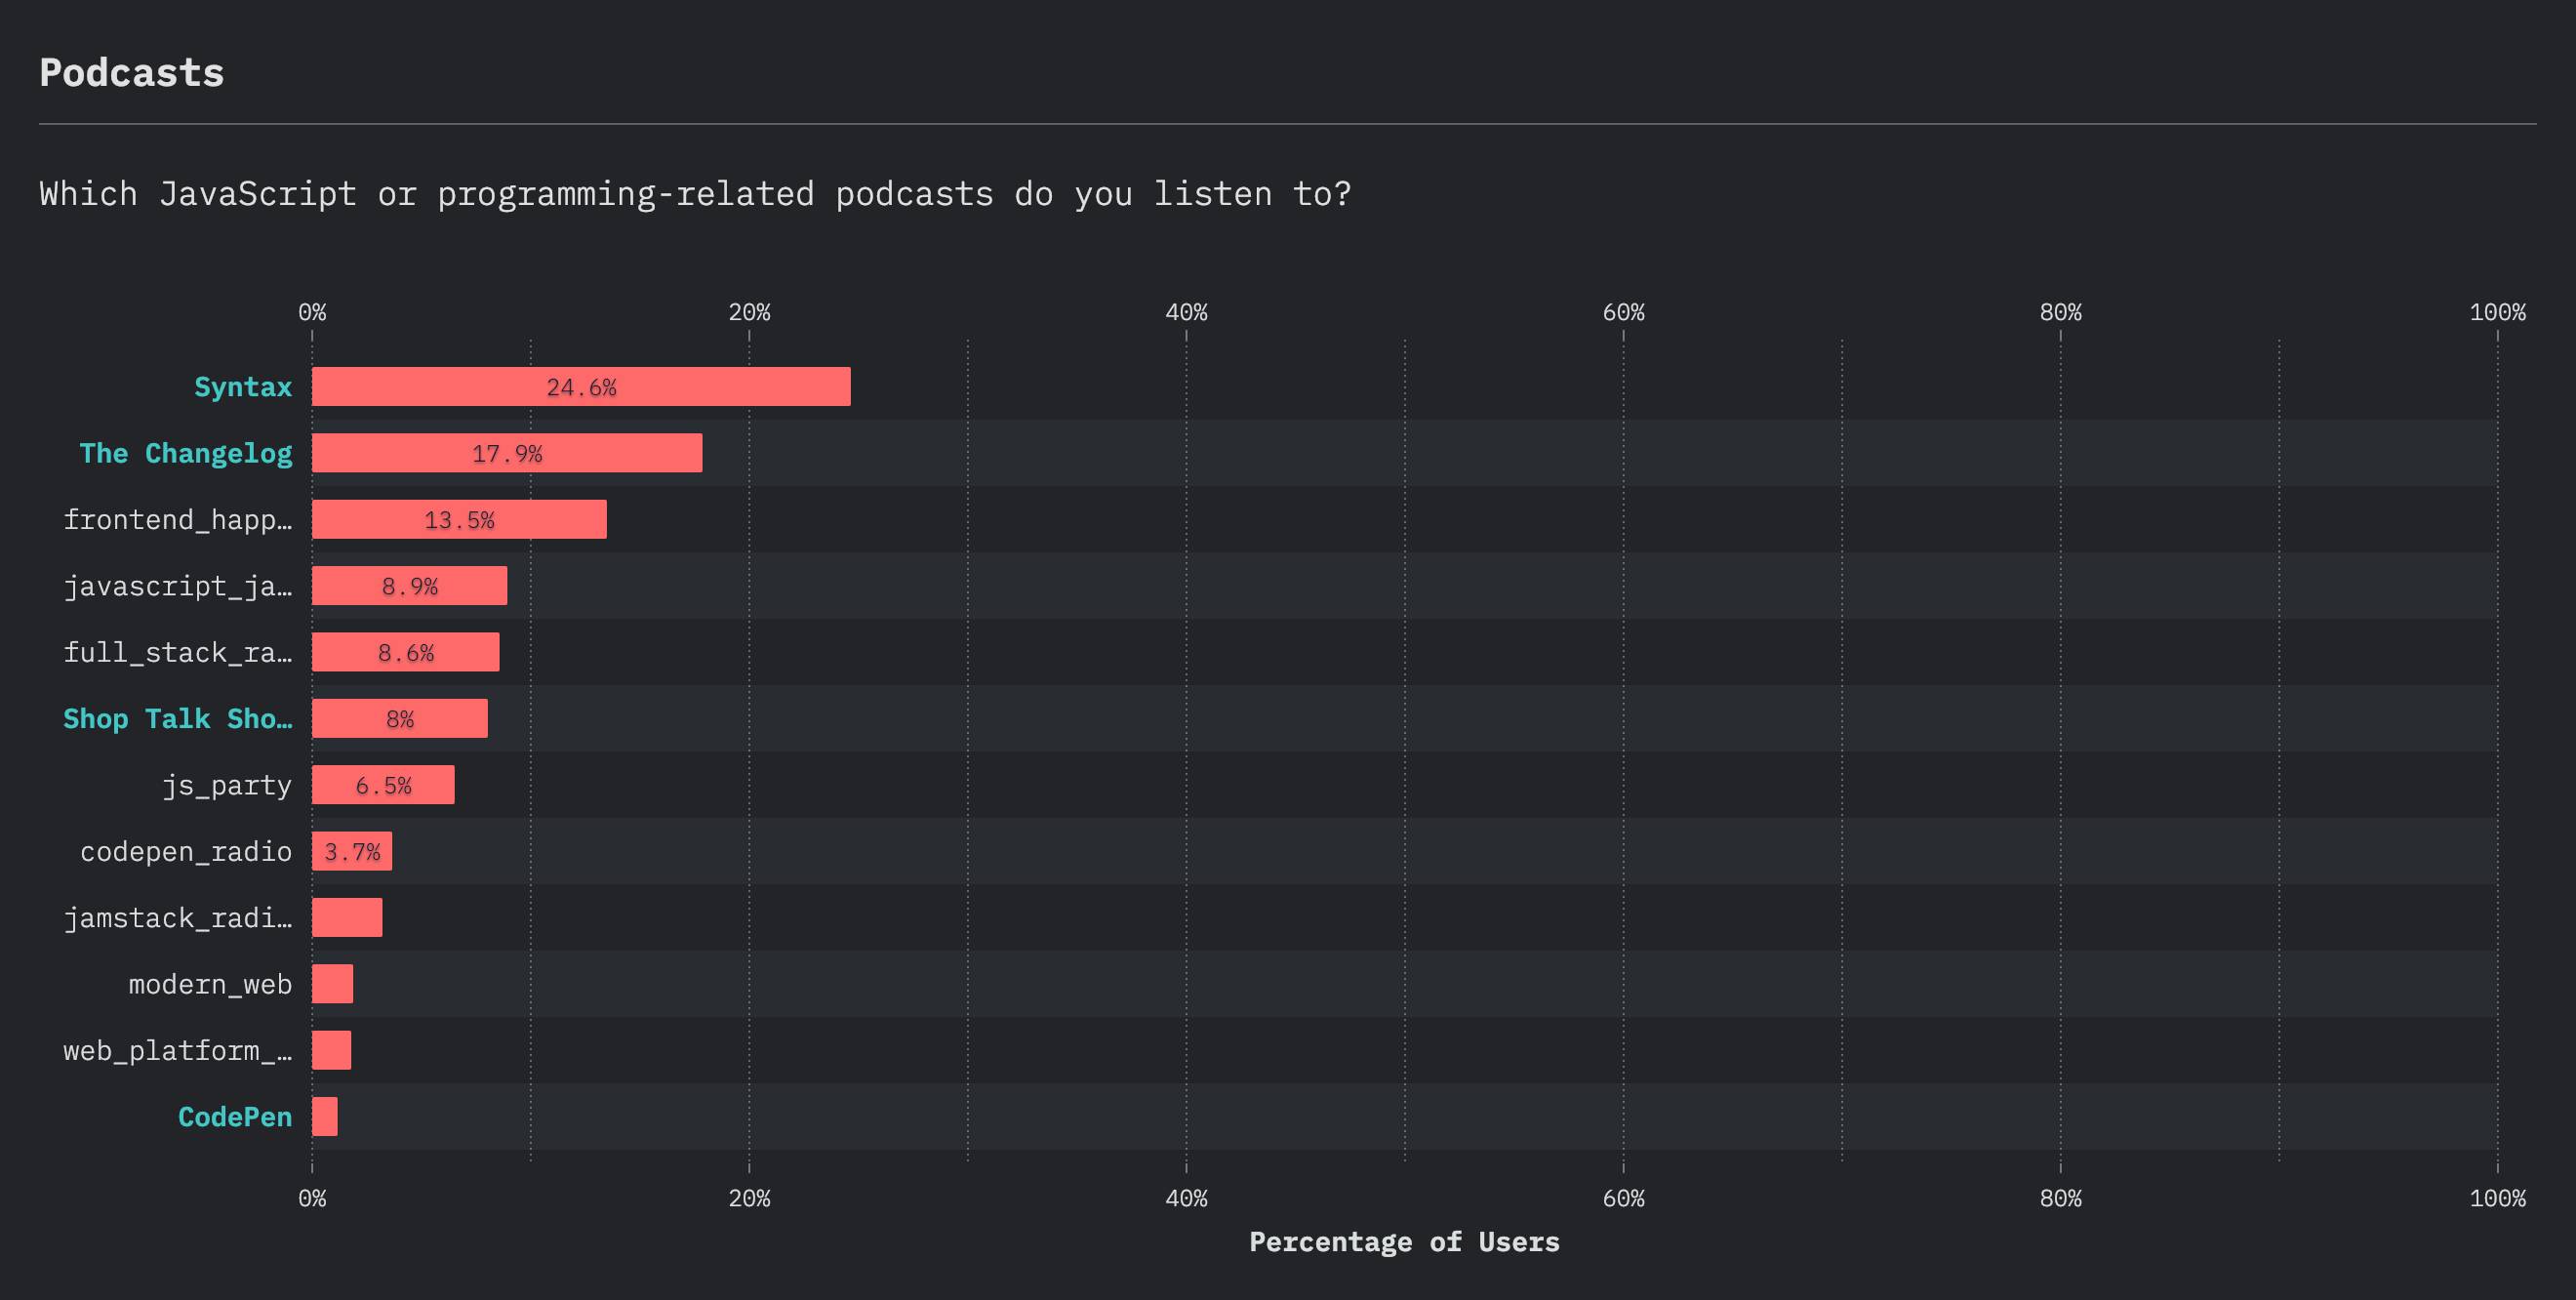 Podcasts
Which JavaScript or programming-related podcasts do you listen to?
0% 20% 40% 60% 80% 100%
Syntax 24.6%
The Changelog 17.9%
frontend_happ… 13.5%
javascript_ja… 8.9%
full_stack_ra… 8.6%
Shop Talk Sho… 8%
js_party 6.5%
codepen_radio 3.7%
jamstack_radi…
modern_web
web_platform_…
CodePen
0% 20% 40% 60% 80% 100%
Percentage of Users